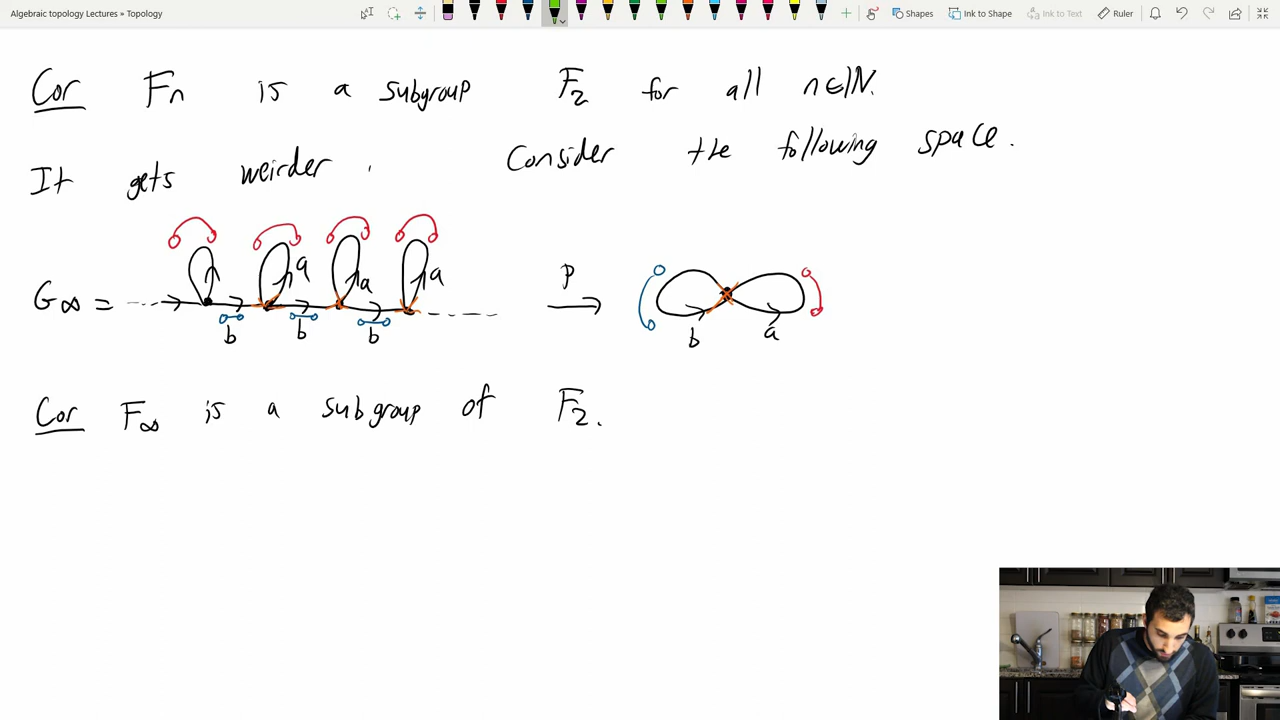 Algebraic topology Lectures » Topology
Shapes Ink to Shape Ink to Text Ruler
Cor Fn is a subgroup F2 for all n∈ℕ.
It gets weirder. Consider the following space.
a a a
G∞ = p
b b b b a
Cor F∞ is a subgroup of F2.